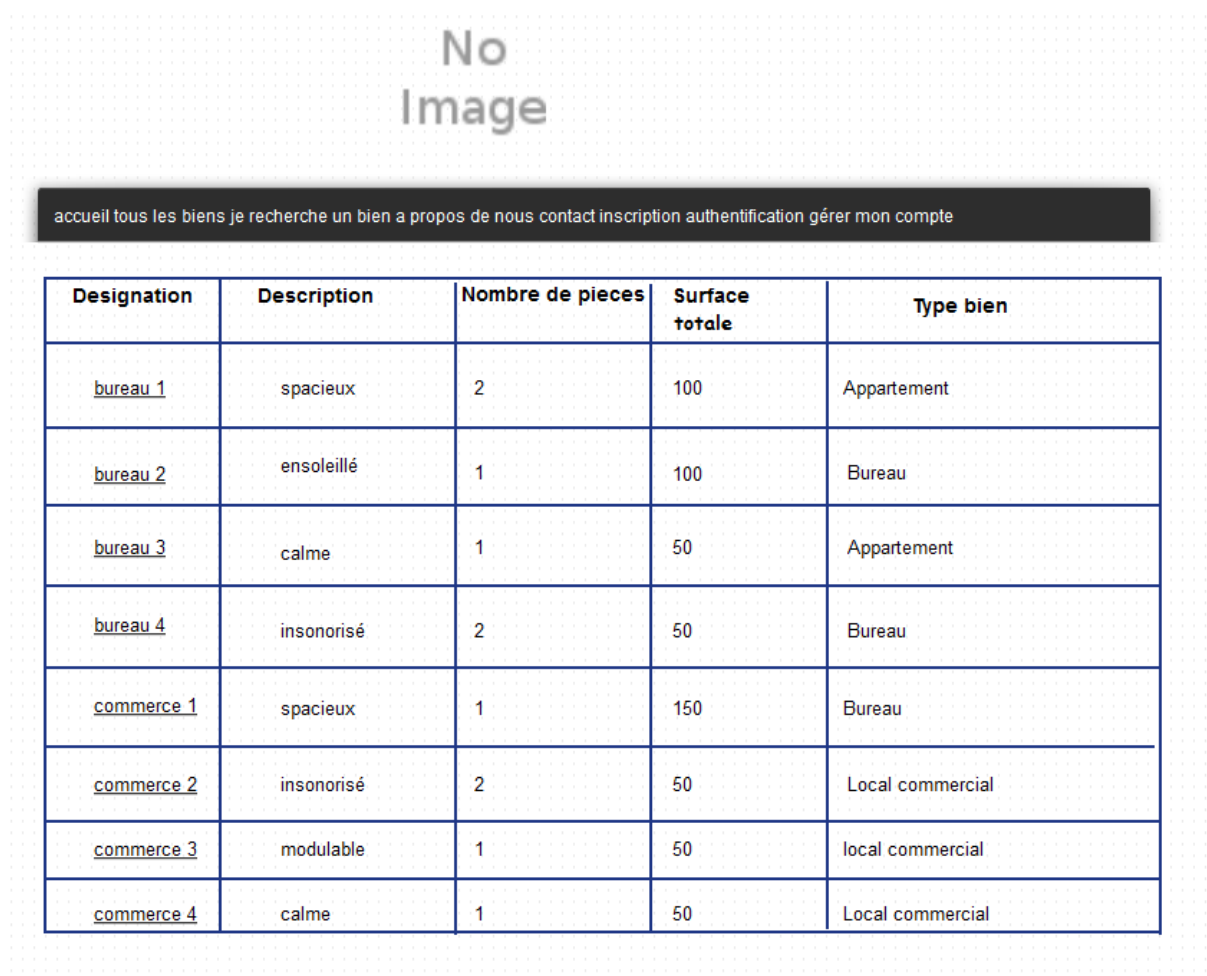 No
Image
accueil tous les biens je recherche un bien a propos de nous contact inscription authentification gérer mon compte
Designation Description Nombre de pieces Surface totale Type bien
bureau 1 spacieux 2 100 Appartement
bureau 2 ensoleillé 1 100 Bureau
bureau 3 calme 1 50 Appartement
bureau 4 insonorisé 2 50 Bureau
commerce 1 spacieux 1 150 Bureau
commerce 2 insonorisé 2 50 Local commercial
commerce 3 modulable 1 50 local commercial
commerce 4 calme 1 50 Local commercial